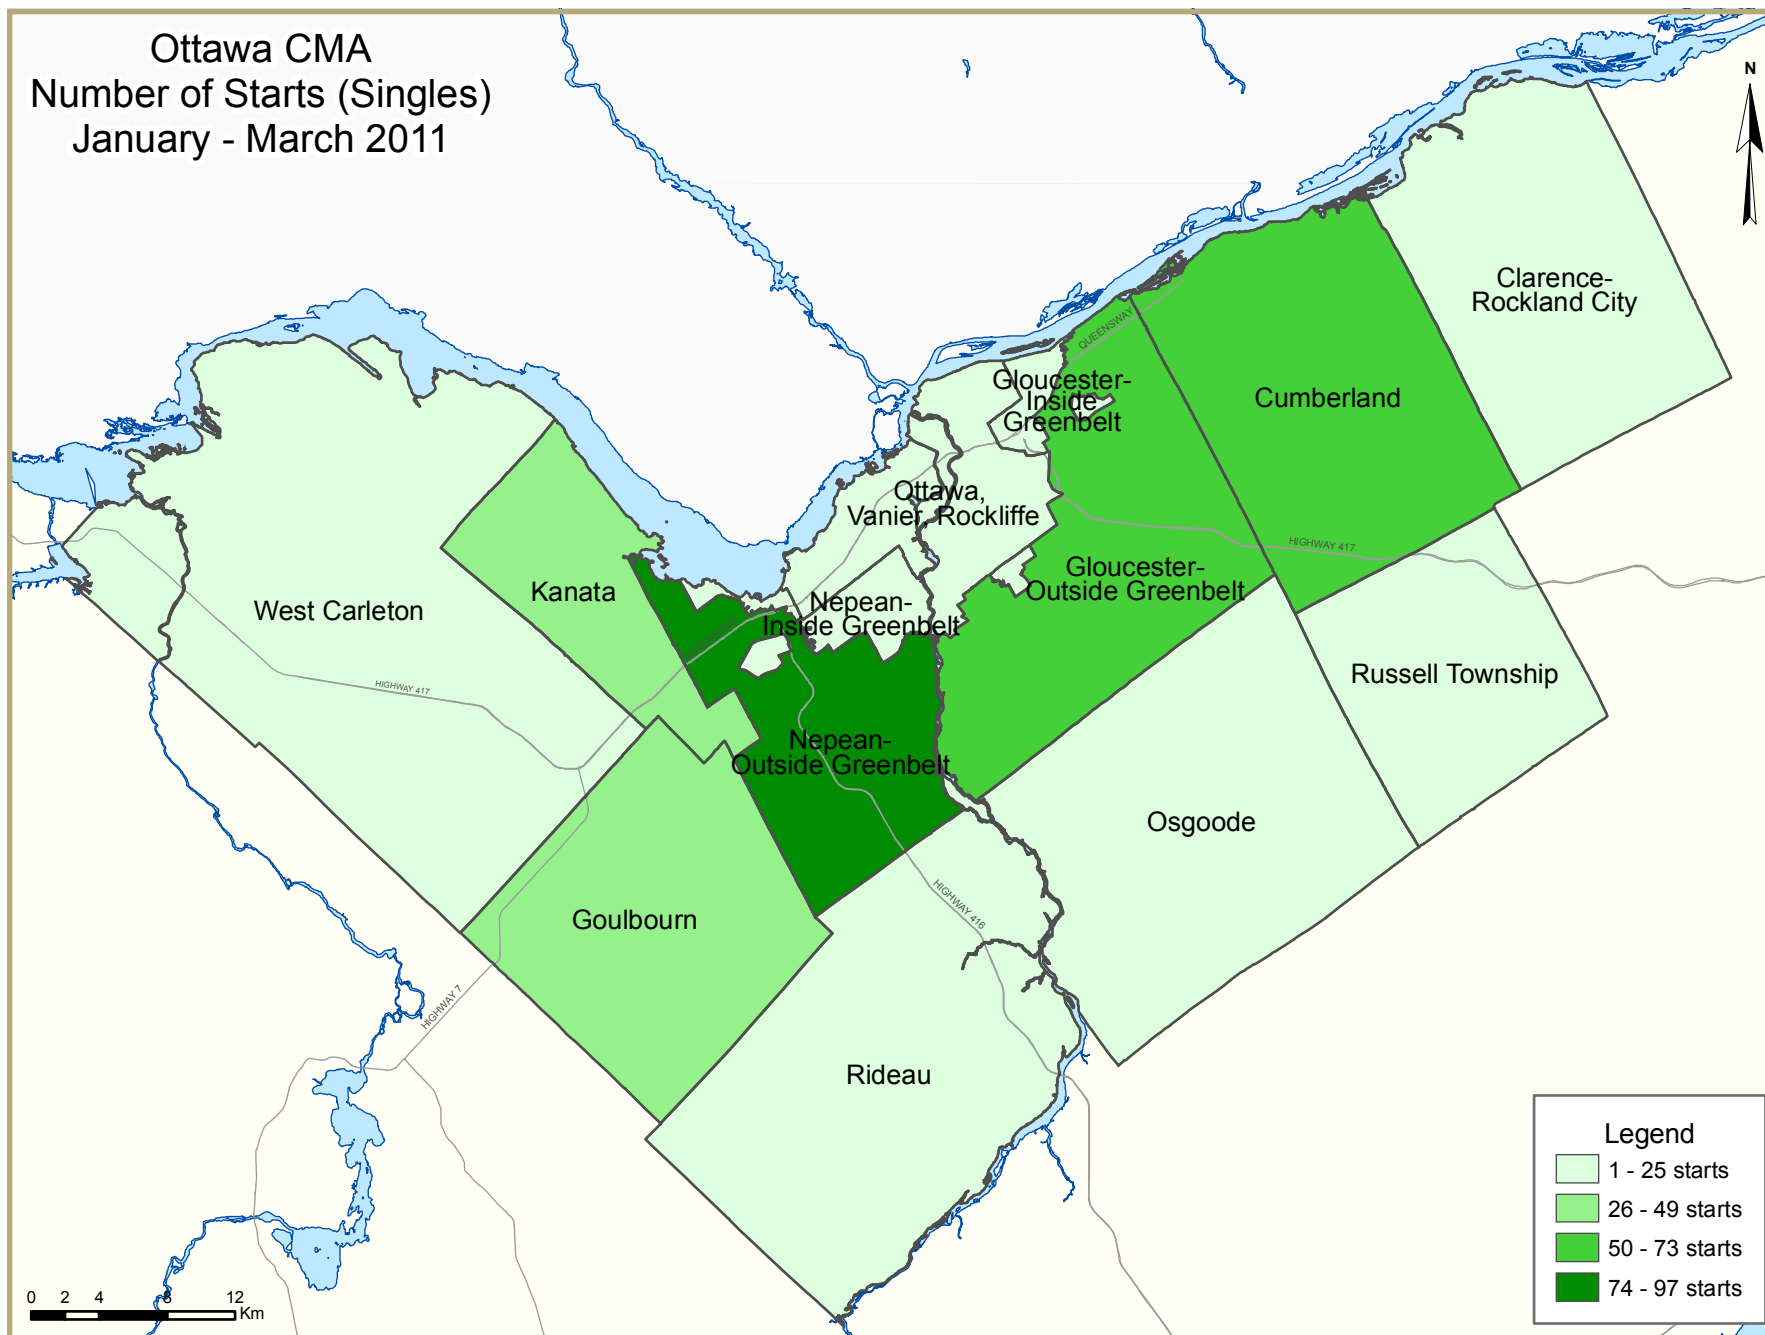 Ottawa CMA
Number of Starts (Singles)
January - March 2011
N
Clarence-
Rockland City
QUEENSWAY
Gloucester-
Inside
Greenbelt
Cumberland
Ottawa,
Vanier, Rockliffe
HIGHWAY 417
Gloucester-
Outside Greenbelt
Kanata
West Carleton
Nepean-
Inside Greenbelt
Russell Township
HIGHWAY 417
Nepean-
Outside Greenbelt
Osgoode
Goulbourn
HIGHWAY 416
HIGHWAY 7
Rideau
Legend
1 - 25 starts
26 - 49 starts
50 - 73 starts
74 - 97 starts
0 2 4 8 12
Km